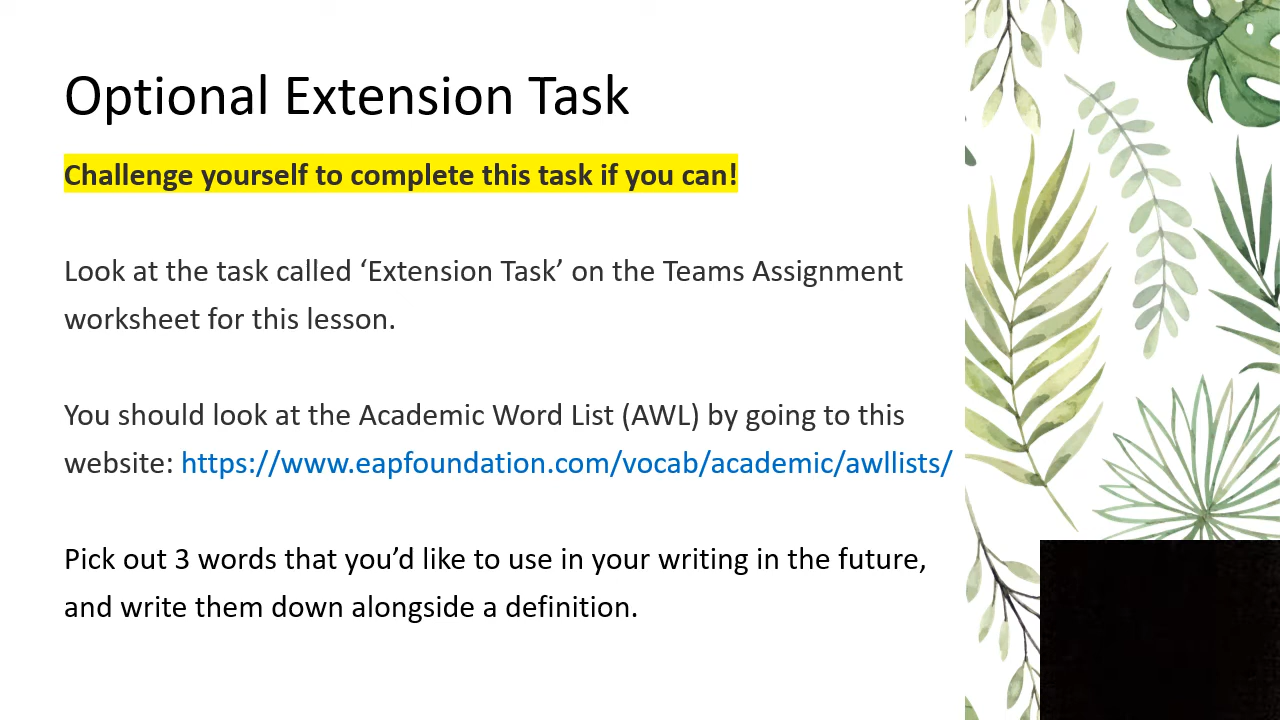 Optional Extension Task
Challenge yourself to complete this task if you can!
Look at the task called ‘Extension Task’ on the Teams Assignment
worksheet for this lesson.
You should look at the Academic Word List (AWL) by going to this
website: https://www.eapfoundation.com/vocab/academic/awllists/
Pick out 3 words that you’d like to use in your writing in the future,
and write them down alongside a definition.